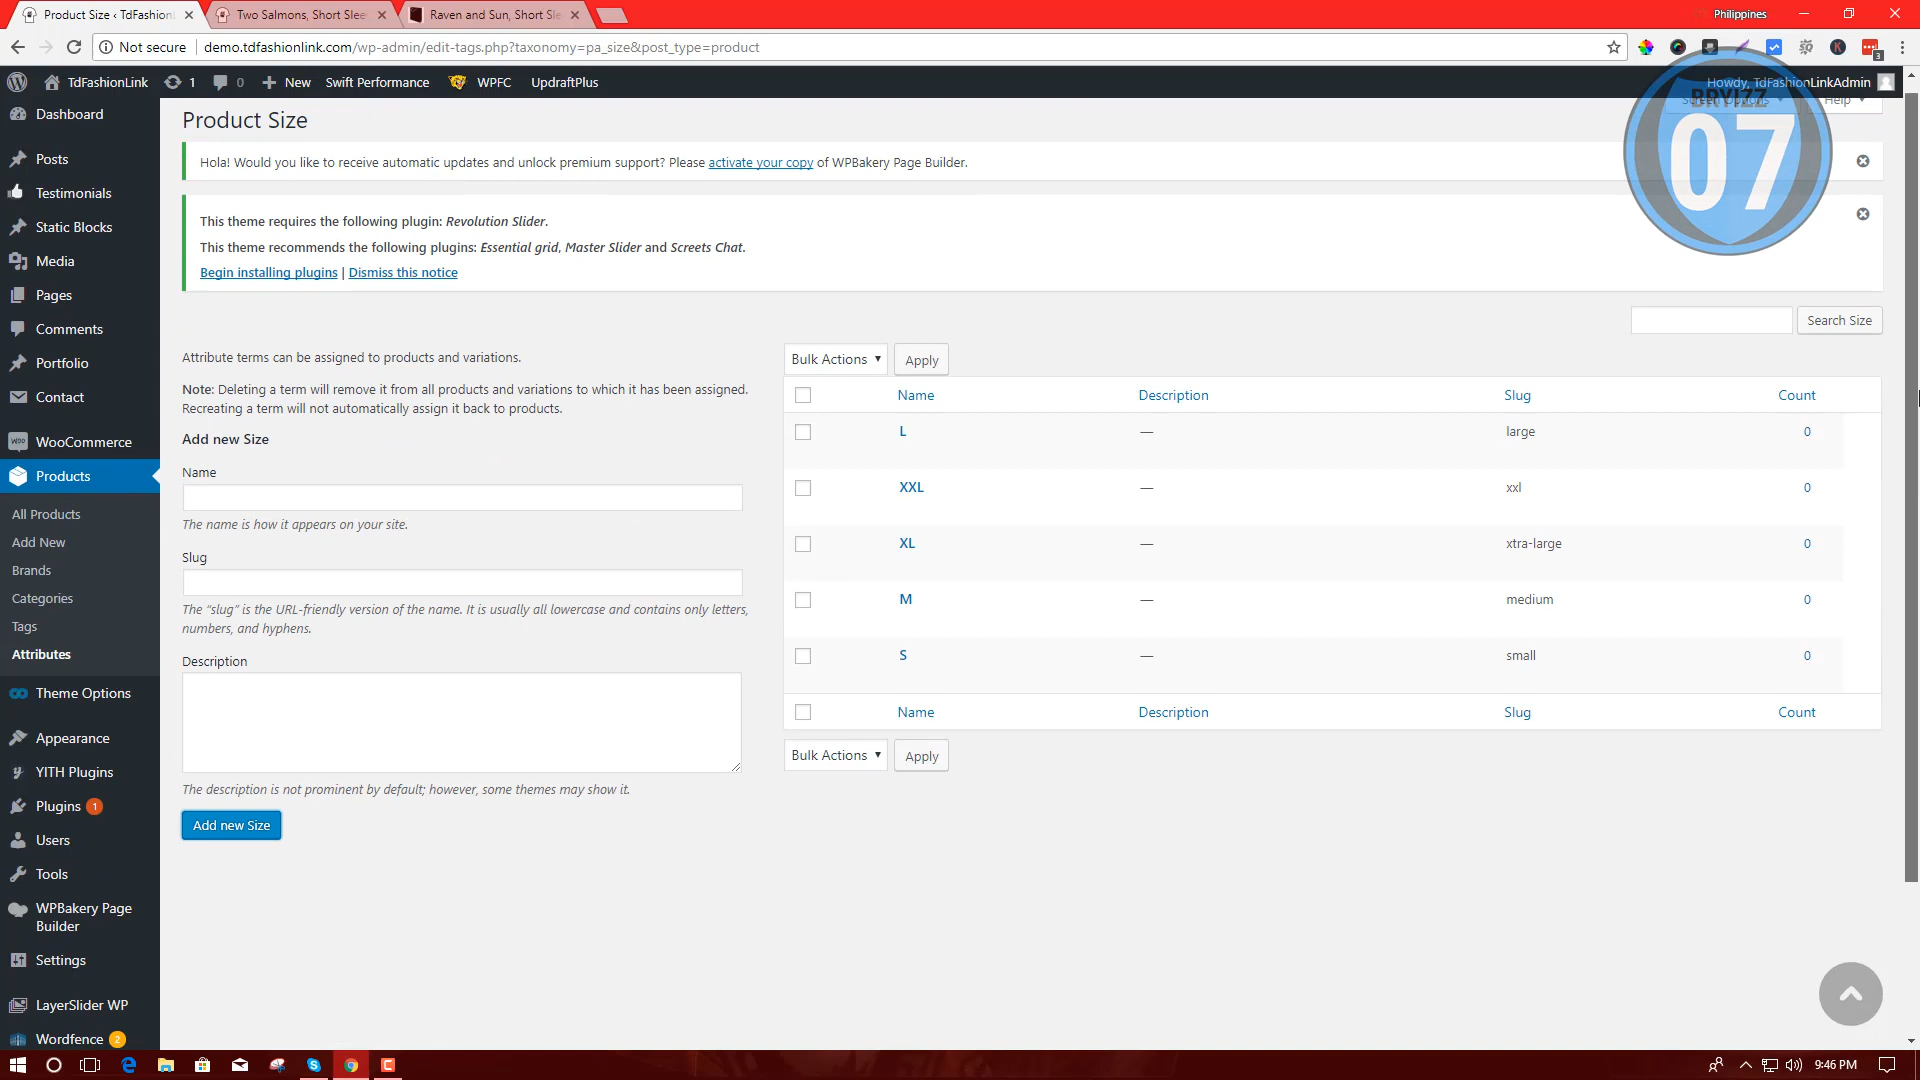 Product Size ‹ TdFashionL
Two Salmons, Short Slee
Raven and Sun, Short Sle
Philippines
Not secure
demo.tdfashionlink.com/wp-admin/edit-tags.php?taxonomy=pa_size&post_type=product
3
TdFashionLink
1
0
New
Swift Performance
WPFC
UpdraftPlus
Howdy, TdFashionLinkAdmin
Screen Options
Help
BRVIZZ
07
Dashboard
Posts
Testimonials
Static Blocks
Media
Pages
Comments
Portfolio
Contact
WooCommerce
Products
All Products
Add New
Brands
Categories
Tags
Attributes
Theme Options
Appearance
YITH Plugins
Plugins 1
Users
Tools
WPBakery Page
Builder
Settings
LayerSlider WP
Wordfence 2
Product Size
Hola! Would you like to receive automatic updates and unlock premium support? Please activate your copy of WPBakery Page Builder.
This theme requires the following plugin: Revolution Slider.
This theme recommends the following plugins: Essential grid, Master Slider and Screets Chat.
Begin installing plugins | Dismiss this notice
Search Size
Attribute terms can be assigned to products and variations.
Note: Deleting a term will remove it from all products and variations to which it has been assigned.
Recreating a term will not automatically assign it back to products.
Add new Size
Name
The name is how it appears on your site.
Slug
The “slug” is the URL-friendly version of the name. It is usually all lowercase and contains only letters,
numbers, and hyphens.
Description
The description is not prominent by default; however, some themes may show it.
Add new Size
Bulk Actions
Apply
Name Description Slug Count
L — large 0
XXL — xxl 0
XL — xtra-large 0
M — medium 0
S — small 0
Name Description Slug Count
Bulk Actions
Apply
9:46 PM